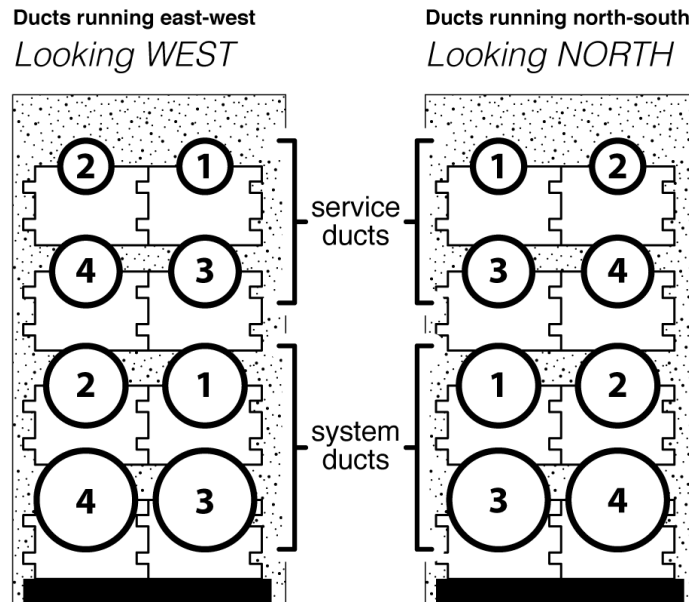 Ducts running east-west
Looking WEST
Ducts running north-south
Looking NORTH
2 1
1 2
service
ducts
4 3
3 4
2 1
1 2
system
ducts
4 3
3 4